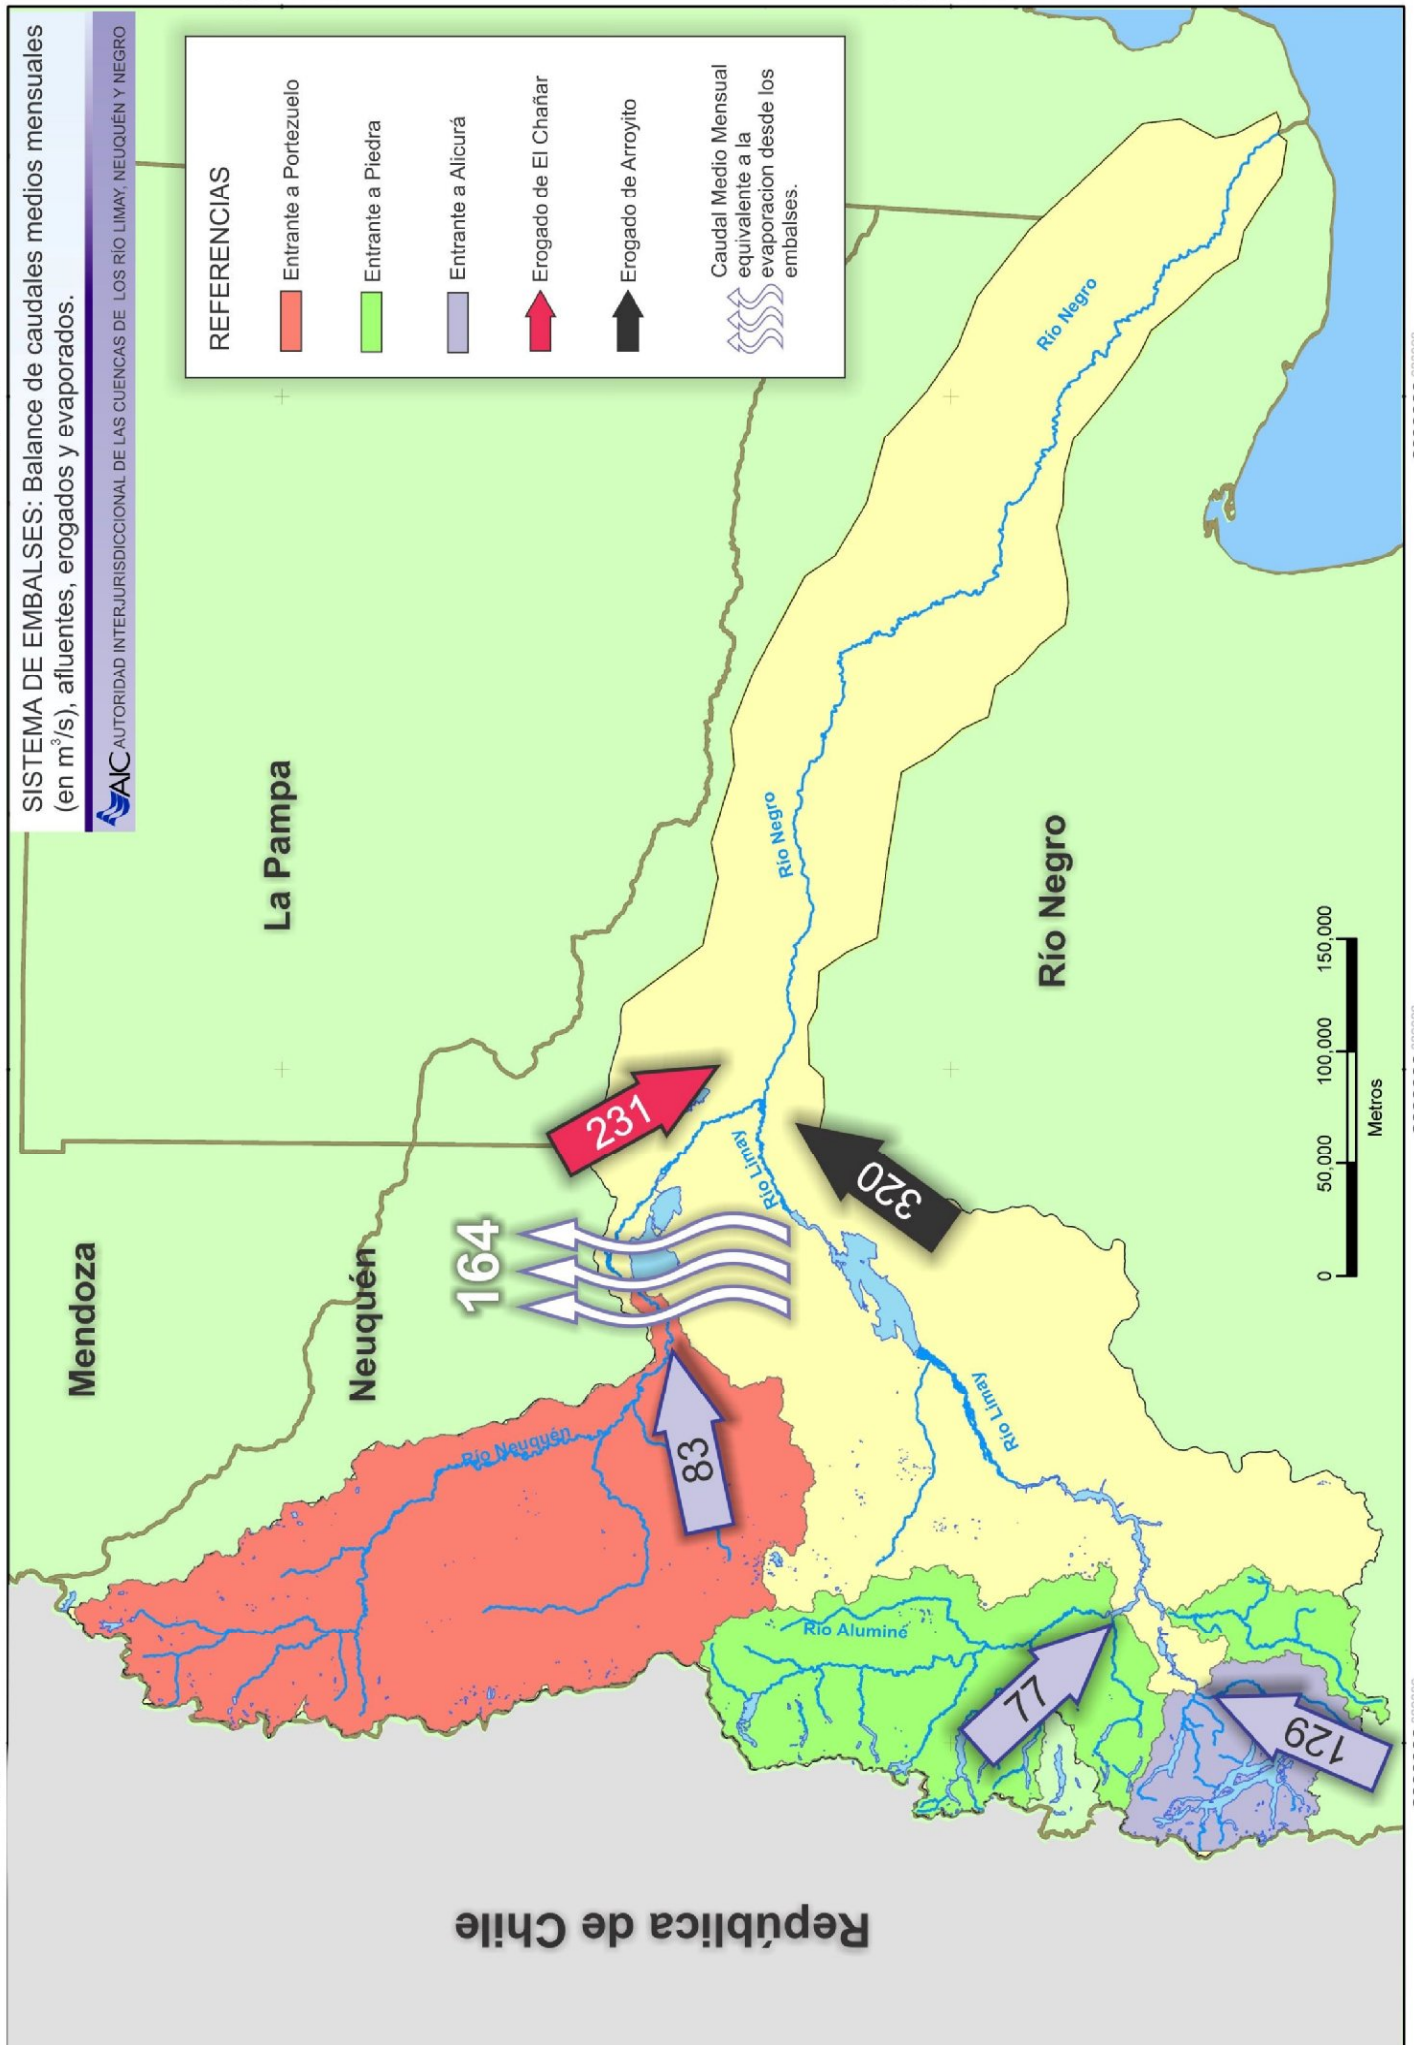 SISTEMA DE EMBALSES: Balance de caudales medios mensuales
(en m³/s), afluentes, erogados y evaporados.
AIC AUTORIDAD INTERJURISDICCIONAL DE LAS CUENCAS DE LOS RÍO LIMAY, NEUQUÉN Y NEGRO
REFERENCIAS
Entrante a Portezuelo
Entrante a Piedra
Entrante a Alicurá
Erogado de El Chañar
Erogado de Arroyito
Caudal Medio Mensual
equivalente a la
evaporacion desde los
embalses.
Mendoza
La Pampa
Neuquén
Río Negro
República de Chile
164
231
320
83
77
129
Río Neuquén
Río Aluminé
Río Limay
Río Limay
Río Negro
Río Negro
0 50,000 100,000 150,000
Metros